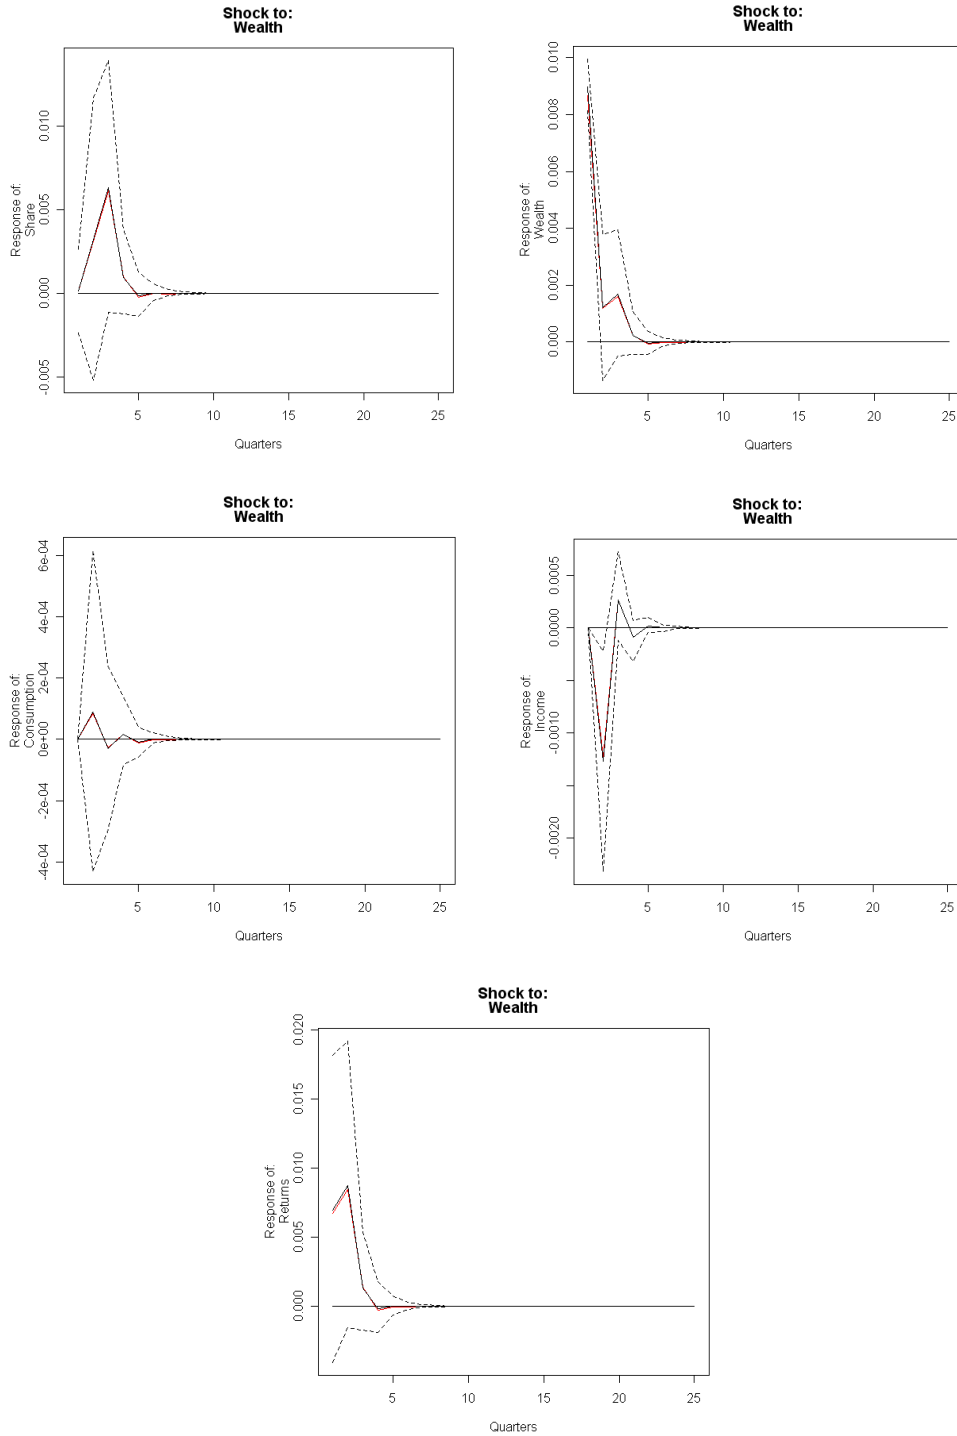 Shock to:
Wealth
Response of:
Share
0.010
0.005
0.000
-0.005
5 10 15 20 25
Quarters
Shock to:
Wealth
Response of:
Wealth
0.010
0.008
0.006
0.004
0.002
0.000
5 10 15 20 25
Quarters
Shock to:
Wealth
Response of:
Consumption
6e-04
4e-04
2e-04
0e+00
-2e-04
-4e-04
5 10 15 20 25
Quarters
Shock to:
Wealth
Response of:
Income
0.0005
0.0000
-0.0010
-0.0020
5 10 15 20 25
Quarters
Shock to:
Wealth
Response of:
Returns
0.020
0.015
0.010
0.005
0.000
5 10 15 20 25
Quarters